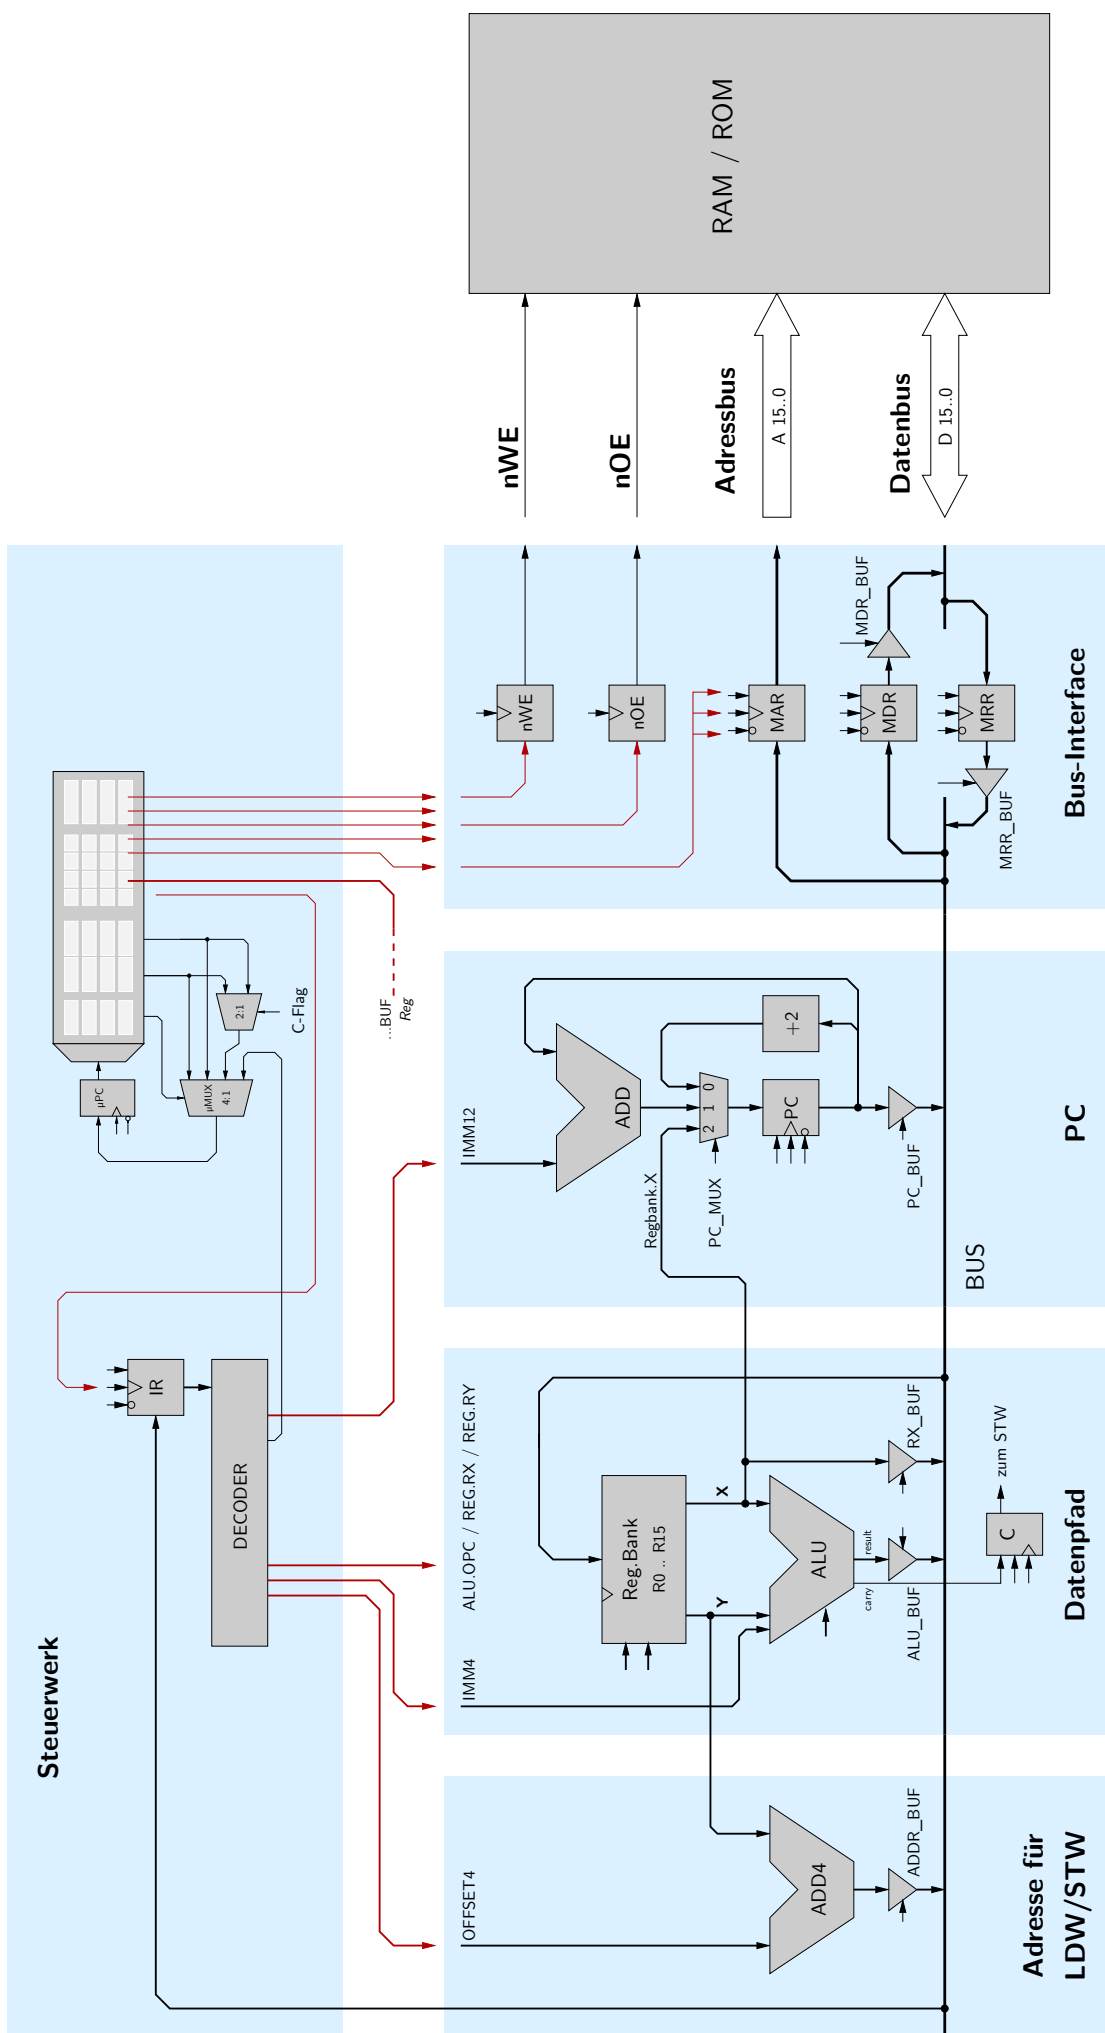 Steuerwerk
IR
DECODER
µPC
µMUX
4:1
2:1
C-Flag
...BUF
Reg
Adresse für
LDW/STW
OFFSET4
ADD4
ADDR_BUF
Datenpfad
IMM4
ALU.OPC / REG.RX / REG.RY
Reg.Bank
R0 .. R15
Y
X
ALU
carry
result
ALU_BUF
RX_BUF
C
zum STW
PC
IMM12
ADD
Regbank.X
2 1 0
PC_MUX
+2
PC
PC_BUF
BUS
Bus-Interface
nWE
nOE
MAR
MDR
MDR_BUF
MRR
MRR_BUF
nWE
nOE
Adressbus
A 15..0
Datenbus
D 15..0
RAM / ROM